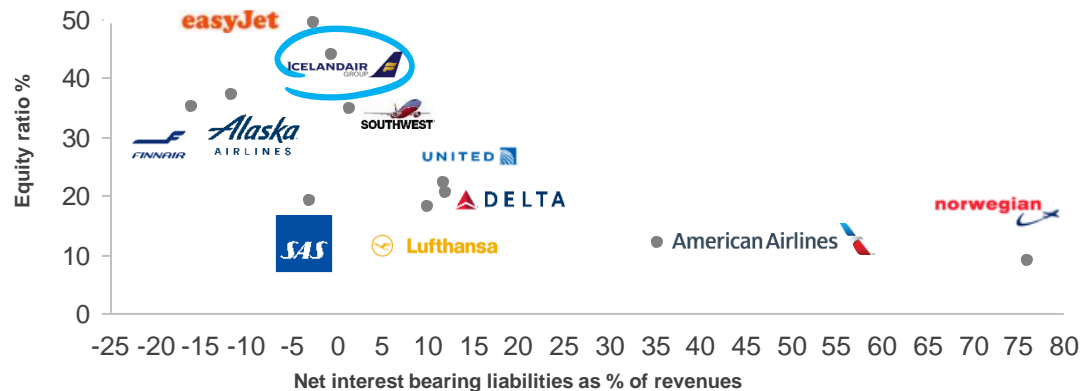 50
easyJet
ICELANDAIR
GROUP
40
SOUTHWEST
Alaska
AIRLINES
30
FINNAIR
UNITED
Equity ratio %
20
DELTA
norwegian
SAS
Lufthansa
American Airlines
10
0
-25 -20 -15 -10 -5 0 5 10 15 20 25 30 35 40 45 50 55 60 65 70 75 80
Net interest bearing liabilities as % of revenues